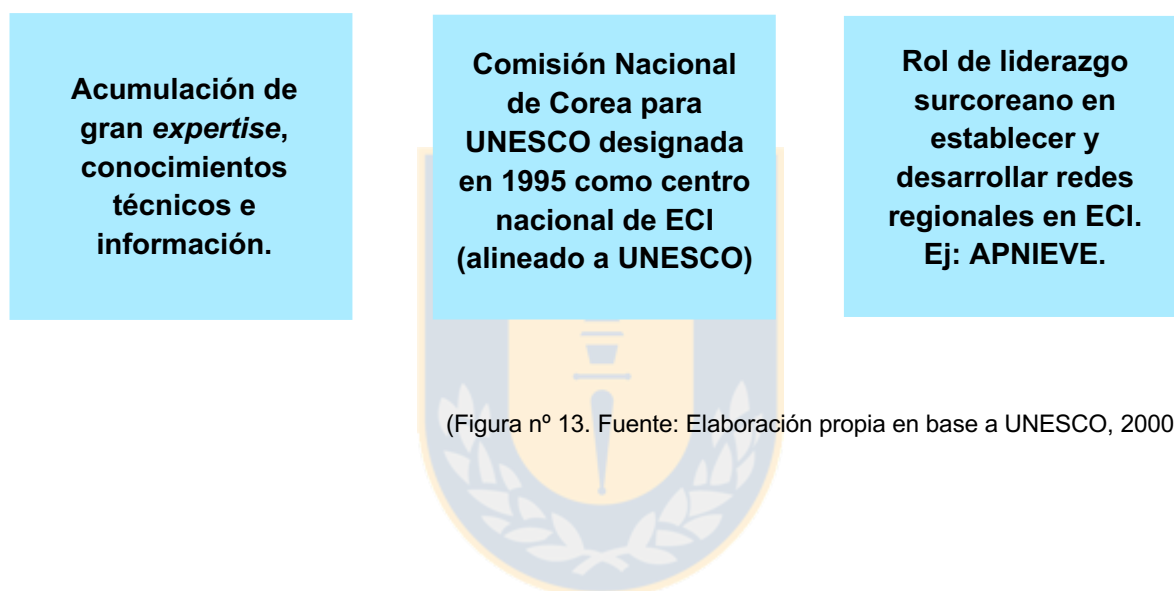 Acumulación de
gran expertise,
conocimientos
técnicos e
información.
Comisión Nacional
de Corea para
UNESCO designada
en 1995 como centro
nacional de ECI
(alineado a UNESCO)
Rol de liderazgo
surcoreano en
establecer y
desarrollar redes
regionales en ECI.
Ej: APNIEVE.
(Figura nº 13. Fuente: Elaboración propia en base a UNESCO, 2000